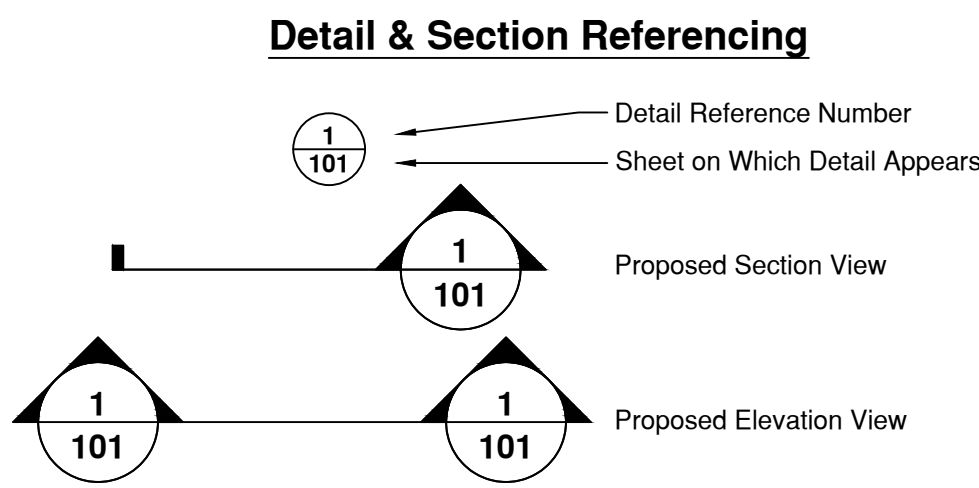 Detail & Section Referencing
1
101
Detail Reference Number
Sheet on Which Detail Appears
1
101
Proposed Section View
1
101
1
101
Proposed Elevation View